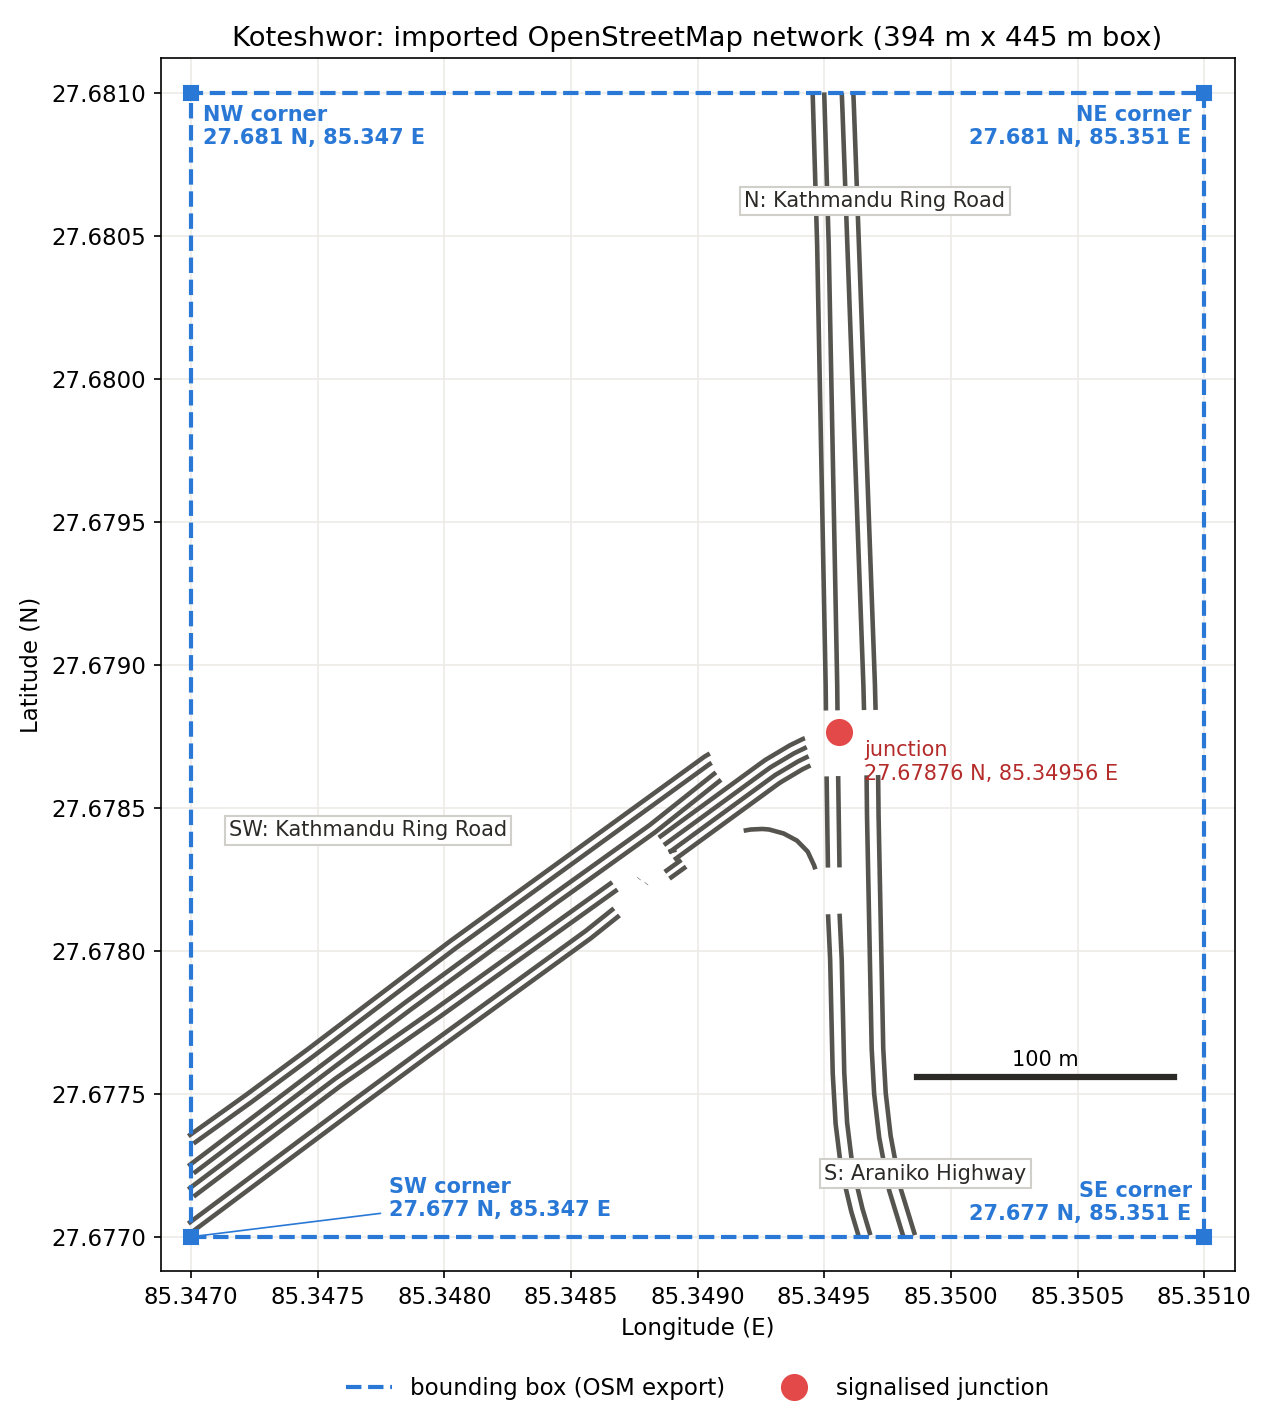 Koteshwor: imported OpenStreetMap network (394 m x 445 m box)
27.6810
27.6805
27.6800
27.6795
27.6790
27.6785
27.6780
27.6775
27.6770
Latitude (N)
NW corner
27.681 N, 85.347 E
NE corner
27.681 N, 85.351 E
N: Kathmandu Ring Road
junction
27.67876 N, 85.34956 E
SW: Kathmandu Ring Road
100 m
S: Araniko Highway
SW corner
27.677 N, 85.347 E
SE corner
27.677 N, 85.351 E
85.3470 85.3475 85.3480 85.3485 85.3490 85.3495 85.3500 85.3505 85.3510
Longitude (E)
bounding box (OSM export) signalised junction